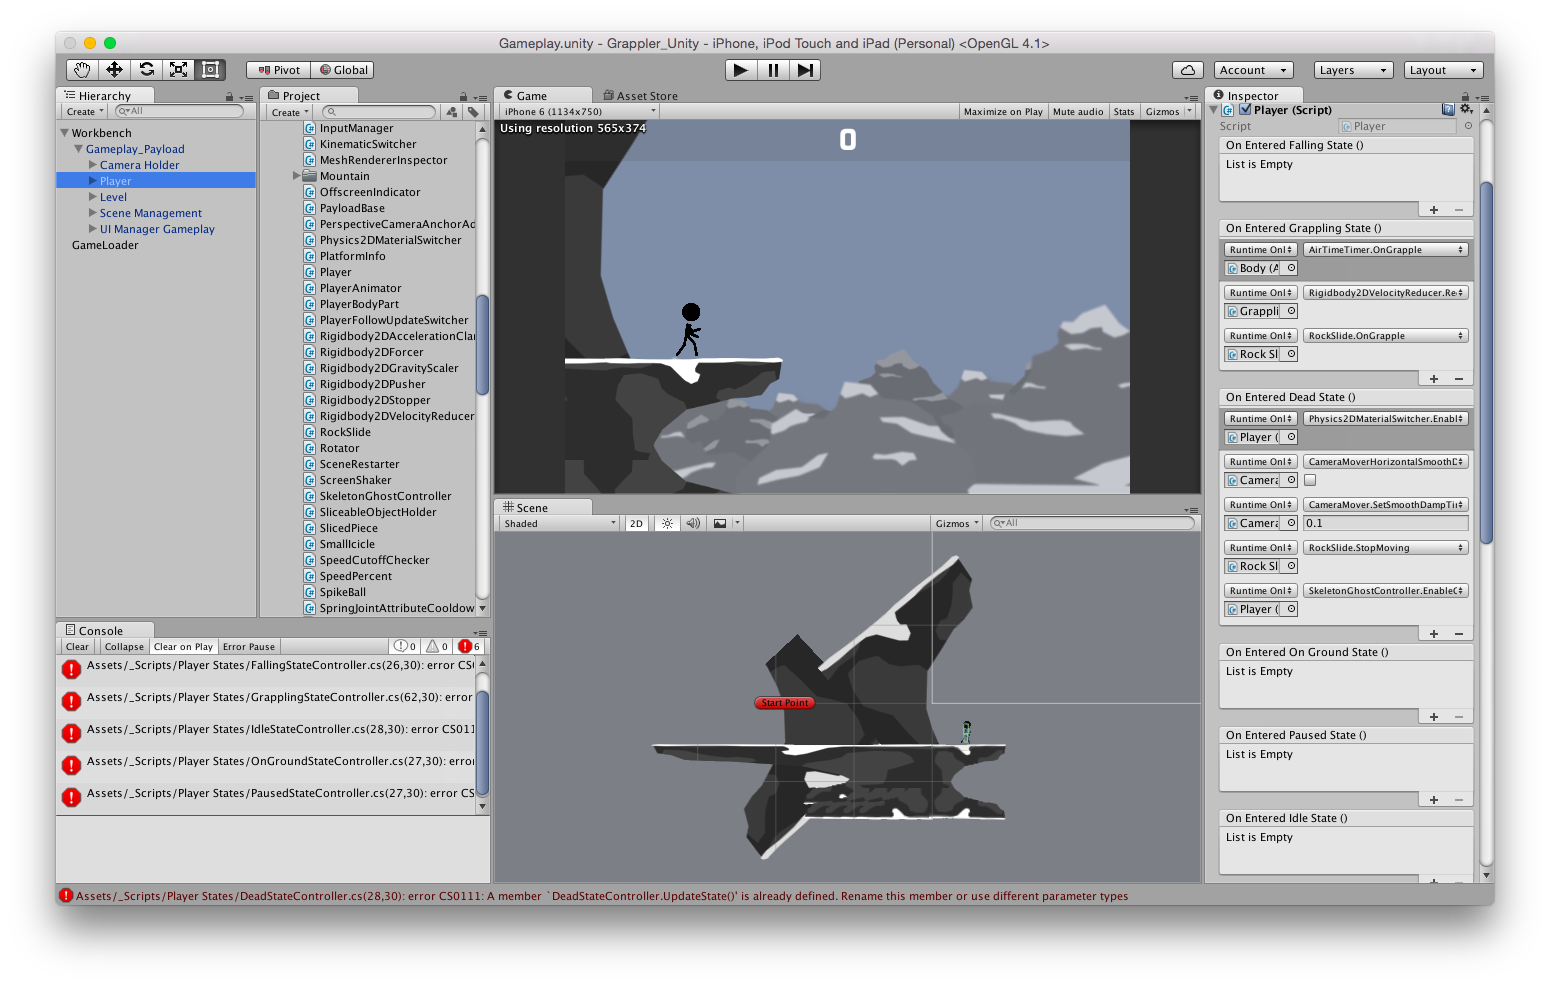 Gameplay.unity - Grappler_Unity - iPhone, iPod Touch and iPad (Personal) <OpenGL 4.1>
Pivot
Global
Account
Layers
Layout
Hierarchy
Create
All
Workbench
Gameplay_Payload
Camera Holder
Player
Level
Scene Management
UI Manager Gameplay
GameLoader
Project
Create
InputManager
KinematicSwitcher
MeshRendererInspector
Mountain
OffscreenIndicator
PayloadBase
PerspectiveCameraAnchorAd
Physics2DMaterialSwitcher
PlatformInfo
Player
PlayerAnimator
PlayerBodyPart
PlayerFollowUpdateSwitcher
Rigidbody2DAccelerationClar
Rigidbody2DForcer
Rigidbody2DGravityScaler
Rigidbody2DPusher
Rigidbody2DStopper
Rigidbody2DVelocityReducer
RockSlide
Rotator
SceneRestarter
ScreenShaker
SkeletonGhostController
SliceableObjectHolder
SlicedPiece
SmallIcicle
SpeedCutoffChecker
SpeedPercent
SpikeBall
SpringJointAttributeCooldow
Game
Asset Store
iPhone 6 (1134x750)
Maximize on Play
Mute audio
Stats
Gizmos
Using resolution 565x374
0
Scene
Shaded
2D
Gizmos
All
Start Point
Console
Clear
Collapse
Clear on Play
Error Pause
0
0
6
Assets/_Scripts/Player States/FallingStateController.cs(26,30): error CS
Assets/_Scripts/Player States/GrapplingStateController.cs(62,30): error
Assets/_Scripts/Player States/IdleStateController.cs(28,30): error CS011
Assets/_Scripts/Player States/OnGroundStateController.cs(27,30): erro
Assets/_Scripts/Player States/PausedStateController.cs(27,30): error CS
Assets/_Scripts/Player States/DeadStateController.cs(28,30): error CS0111: A member `DeadStateController.UpdateState()' is already defined. Rename this member or use different parameter types
Inspector
Player (Script)
Script
Player
On Entered Falling State ()
List is Empty
On Entered Grappling State ()
Runtime Onl
AirTimeTimer.OnGrapple
Body (A
Runtime Onl
Rigidbody2DVelocityReducer.Re
Grappli
Runtime Onl
RockSlide.OnGrapple
Rock Sl
On Entered Dead State ()
Runtime Onl
Physics2DMaterialSwitcher.Enabl
Player (
Runtime Onl
CameraMoverHorizontalSmoothD
Camera
Runtime Onl
CameraMover.SetSmoothDampTi
Camera
0.1
Runtime Onl
RockSlide.StopMoving
Rock Sl
Runtime Onl
SkeletonGhostController.Enable
Player (
On Entered On Ground State ()
List is Empty
On Entered Paused State ()
List is Empty
On Entered Idle State ()
List is Empty